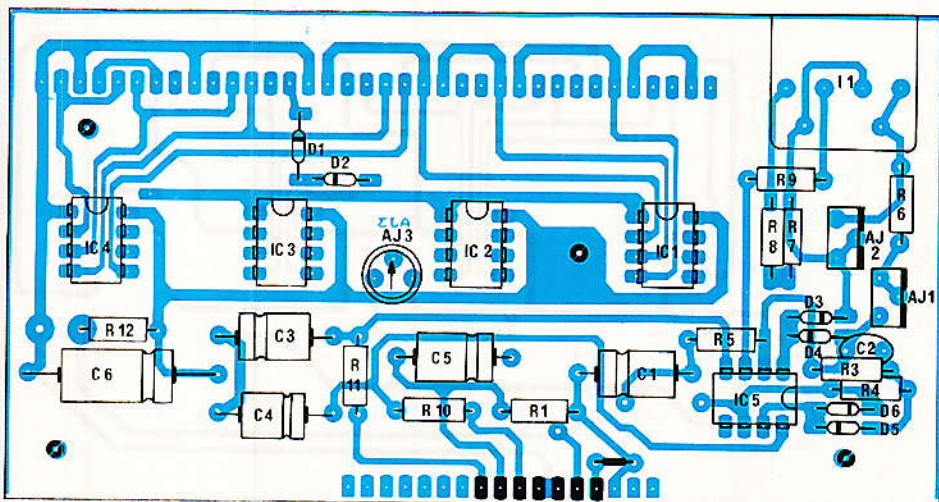 I1
D1
D2
R9
R6
R8
R7
AJ2
IC4
IC3
ΣLA
AJ3
IC2
IC1
AJ1
D3
R12
C3
R5
D4
C2
R11
C5
C6
C1
R3
IC5
R4
C4
R10
R1
D6
D5